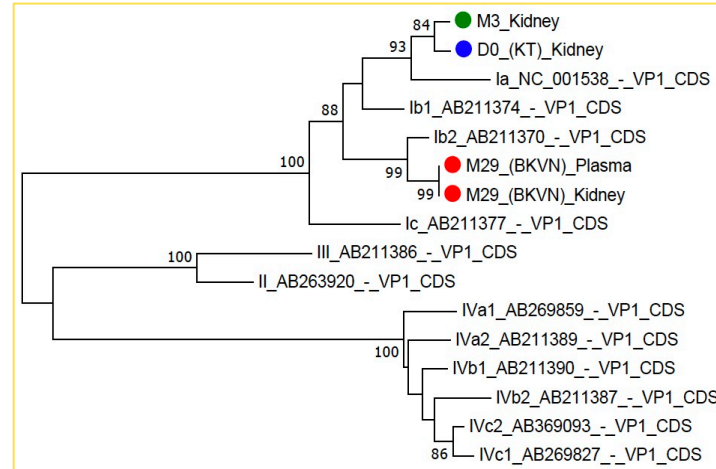 84
M3_Kidney
D0_(KT)_Kidney
93
Ia_NC_001538_-_VP1_CDS
88
Ib1_AB211374_-_VP1_CDS
Ib2_AB211370_-_VP1_CDS
100
M29_(BKVN)_Plasma
99
99
M29_(BKVN)_Kidney
Ic_AB211377_-_VP1_CDS
III_AB211386_-_VP1_CDS
100
II_AB263920_-_VP1_CDS
IVa1_AB269859_-_VP1_CDS
IVa2_AB211389_-_VP1_CDS
100
IVb1_AB211390_-_VP1_CDS
IVb2_AB211387_-_VP1_CDS
IVc2_AB369093_-_VP1_CDS
86
IVc1_AB269827_-_VP1_CDS